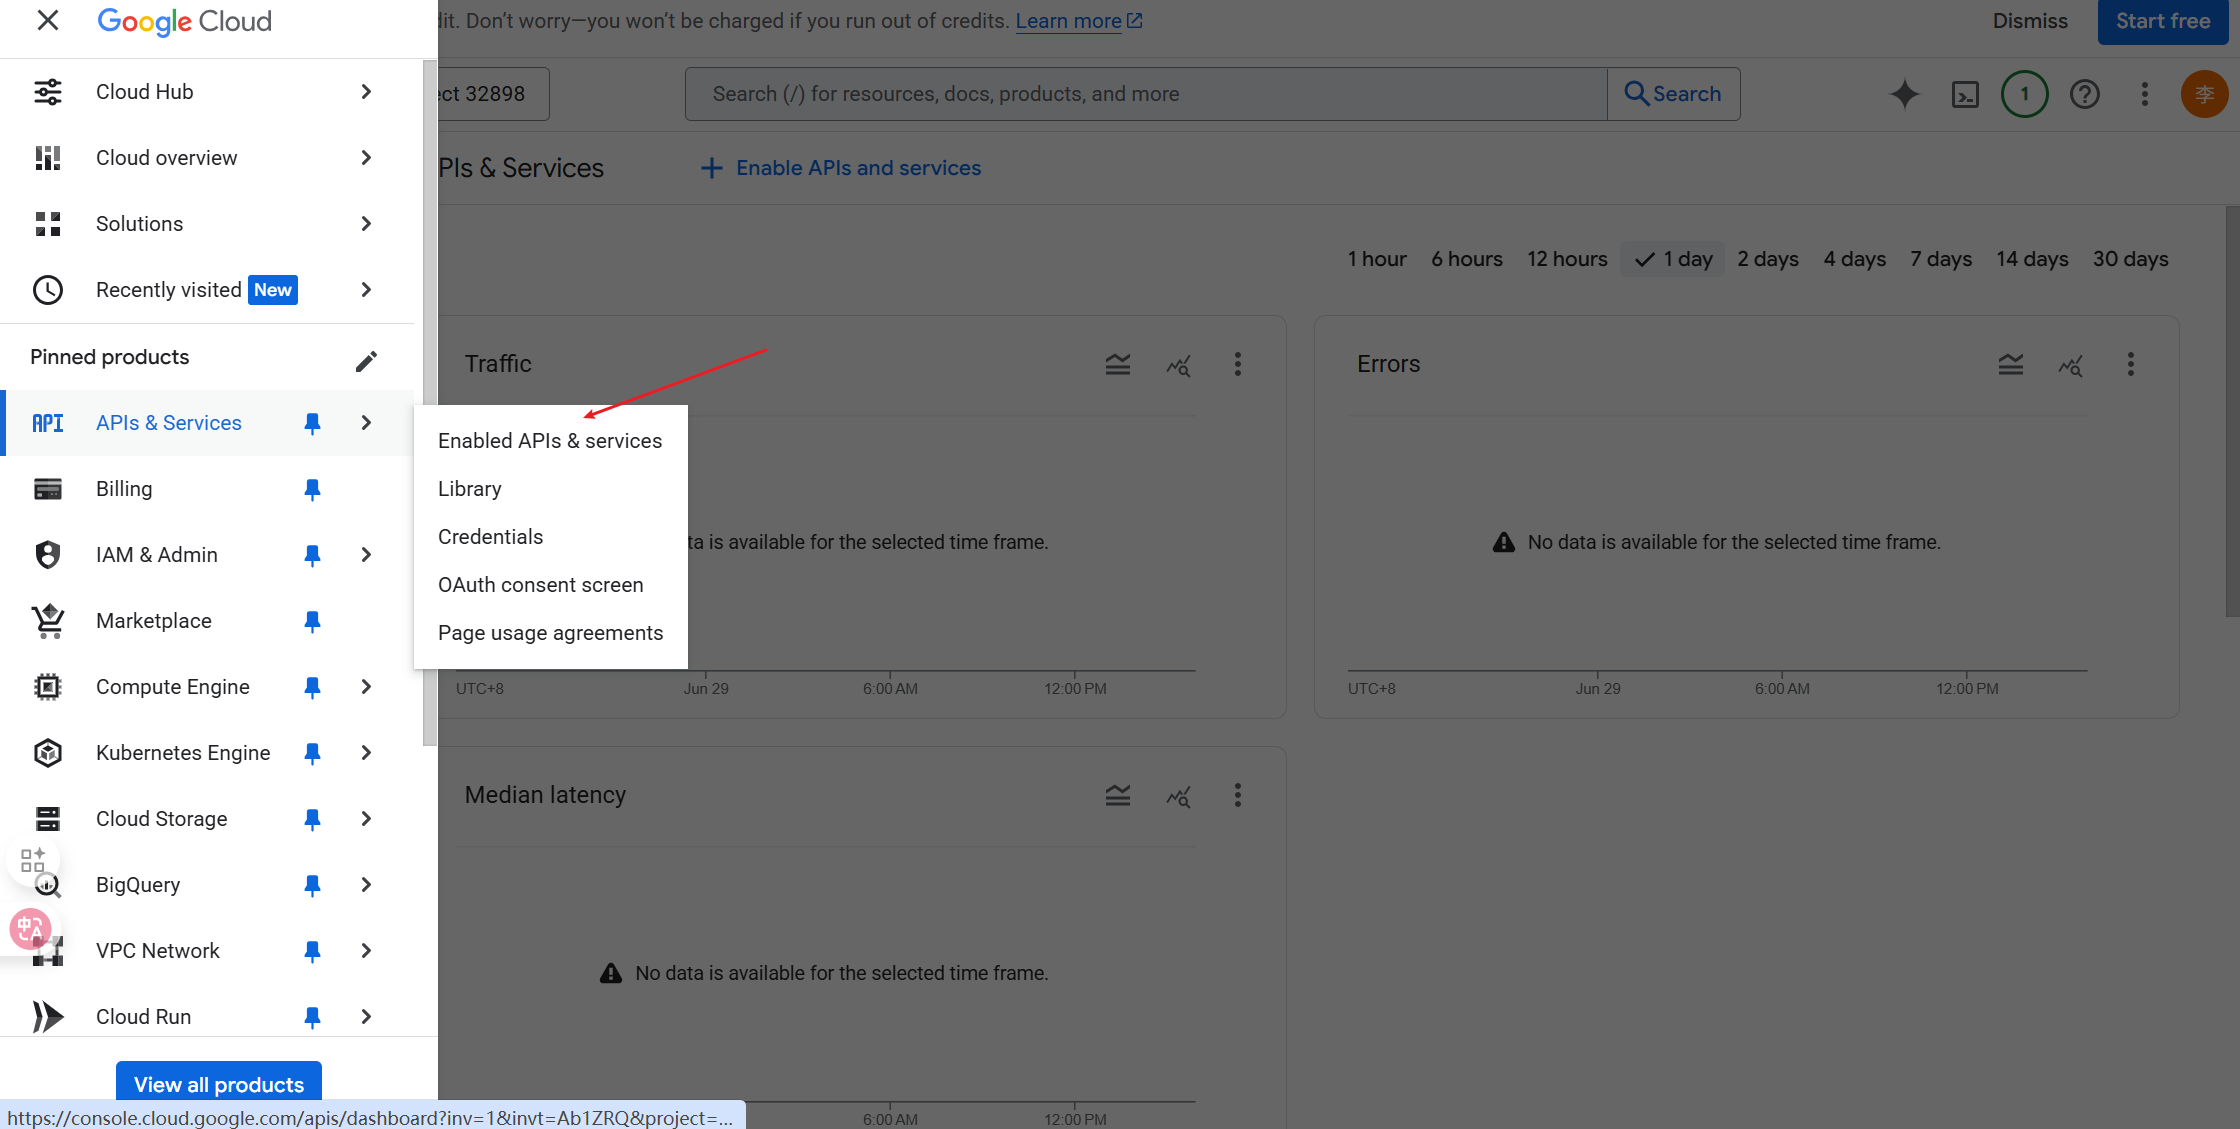 Google Cloud
dit. Don’t worry—you won’t be charged if you run out of credits. Learn more
Dismiss
Start free
Cloud Hub
ect 32898
Search (/) for resources, docs, products, and more
Search
1
李
Cloud overview
PIs & Services
Enable APIs and services
Solutions
1 hour
6 hours
12 hours
1 day
2 days
4 days
7 days
14 days
30 days
Recently visited
New
Pinned products
API
APIs & Services
Billing
IAM & Admin
Marketplace
Compute Engine
Kubernetes Engine
Cloud Storage
BigQuery
中A
VPC Network
Cloud Run
View all products
https://console.cloud.google.com/apis/dashboard?inv=1&invt=Ab1ZRQ&project=...
Enabled APIs & services
Library
Credentials
OAuth consent screen
Page usage agreements
Traffic
ta is available for the selected time frame.
UTC+8
Jun 29
6:00 AM
12:00 PM
Errors
No data is available for the selected time frame.
UTC+8
Jun 29
6:00 AM
12:00 PM
Median latency
No data is available for the selected time frame.
6:00 AM
12:00 PM